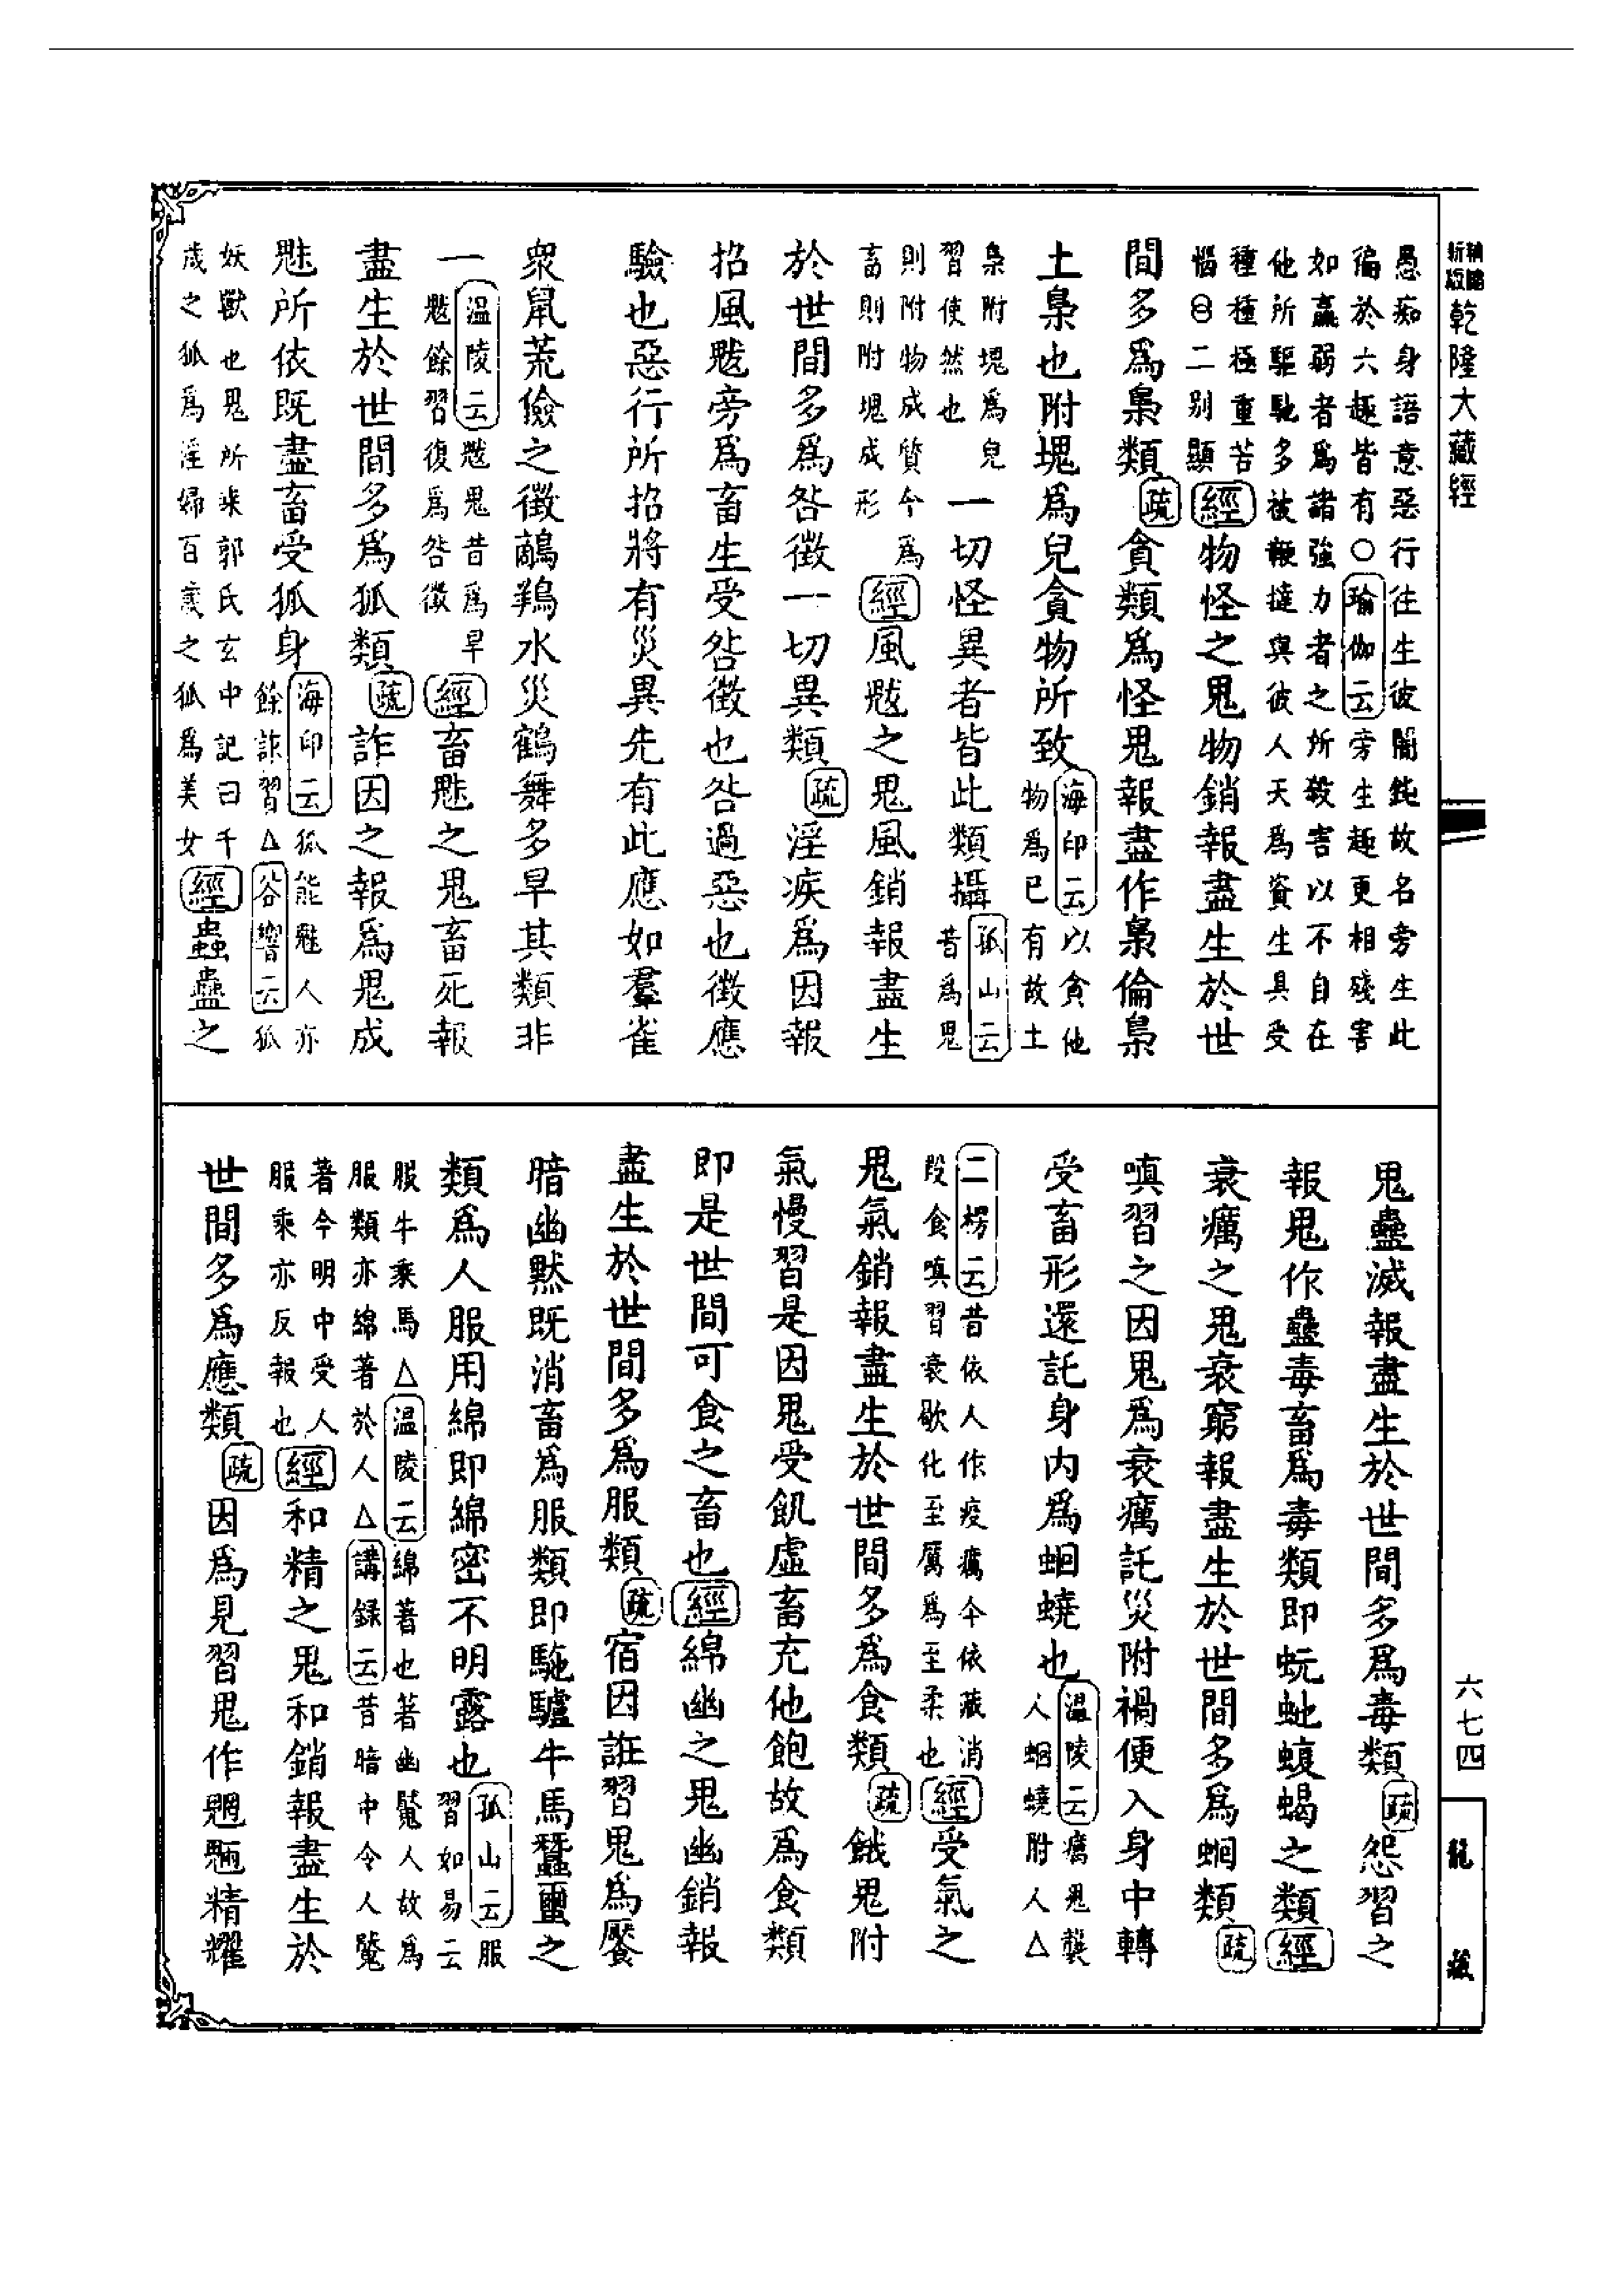 乾隆大藏經
愚痴身語意惡行往生彼闇鈍故名旁生此
徧於六趣皆有○瑜伽云旁生趣更相殘害
如羸弱者爲諸強力者之所殺害以不自在
他所驅馳多被鞭撻與彼人天爲資生具受
種種極重苦
惱㊀二別顯
經物怪之鬼物銷報盡生於世
間多爲梟類疏貪類爲怪鬼報盡作梟倫梟
土梟也附塊爲兒貪物所致海印云以貪他
物爲已有故土
梟附塊爲兒
習使然也
一切怪異者皆此類攝孤山云
昔爲鬼
則附物成質今爲
畜則附塊成形
經風魃之鬼風銷報盡生
於世間多爲咎徵一切異類疏淫疾爲因報
招風魃旁爲畜生受咎徵也咎過惡也徵應
驗也惡行所招將有災異先有此應如羣雀
衆鼠荒儉之徵鷸鶨水災鶴舞多旱其類非
一溫陵云魃鬼昔爲旱
魃餘習復爲咎徵
經畜魅之鬼畜死報
盡生於世間多爲狐類疏詐因之報爲鬼成
魅所依既盡畜受狐身海印云狐能魅人亦
餘詐習△谷響云狐
妖獸也鬼所乘郭氏玄中記曰千
歲之狐爲淫婦百歲之狐爲美女
經蟲蠱之
鬼蠱滅報盡生於世間多爲毒類疏怨習之
報鬼作蠱毒畜爲毒類即蚖虵蝮蝎之類經
衰癘之鬼衰窮報盡生於世間多爲蛔類疏
嗔習之因鬼爲衰癘託災附禍便入身中轉
受畜形還託身內爲蛔蟯也溫陵云癘鬼襲
人蛔蟯附人△
二楞云昔依人作疫癘今依藏消
段食嗔習衰歇化至厲爲至柔也
經受氣之
鬼氣銷報盡生於世間多爲食類疏餓鬼附
氣慢習是因鬼受飢虛畜充他飽故爲食類
即是世間可食之畜也經綿幽之鬼幽銷報
盡生於世間多爲服類疏宿因誑習鬼爲魘
暗幽默既消畜爲服類即駞驢牛馬蠶蠒之
類爲人服用綿即綿密不明露也孤山云服
習如易云
服牛乘馬△溫陵云綿著也著幽魘人故爲
服類亦綿著於人△講録云昔暗中令人魘
著今明中受人
服乘亦反報也
經和精之鬼和銷報盡生於
世間多爲應類疏因爲見習鬼作魍魎精耀
六七四
龍藏